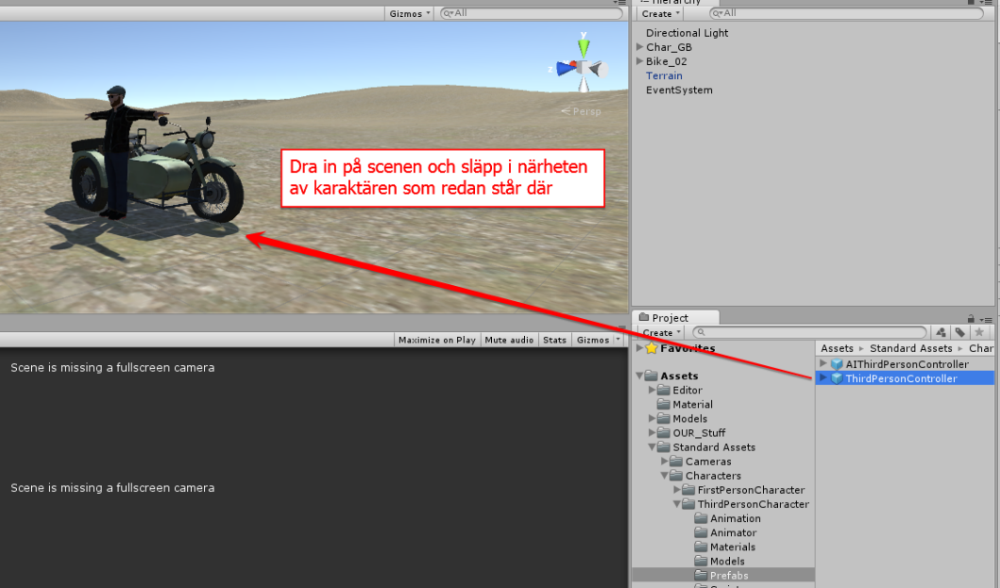 Hierarchy
Gizmos
All
Create
All
Directional Light
Char_GB
Bike_02
Terrain
EventSystem
y
z
Persp
Dra in på scenen och släpp i närheten
av karaktären som redan står där
Project
Create
Maximize on Play Mute audio Stats Gizmos
Favorites
Assets
Editor
Material
Models
OUR_Stuff
Standard Assets
Cameras
Characters
FirstPersonCharacter
ThirdPersonCharacter
Animation
Animator
Materials
Models
Prefabs
Assets Standard Assets Char
AIThirdPersonController
ThirdPersonController
Scene is missing a fullscreen camera
Scene is missing a fullscreen camera